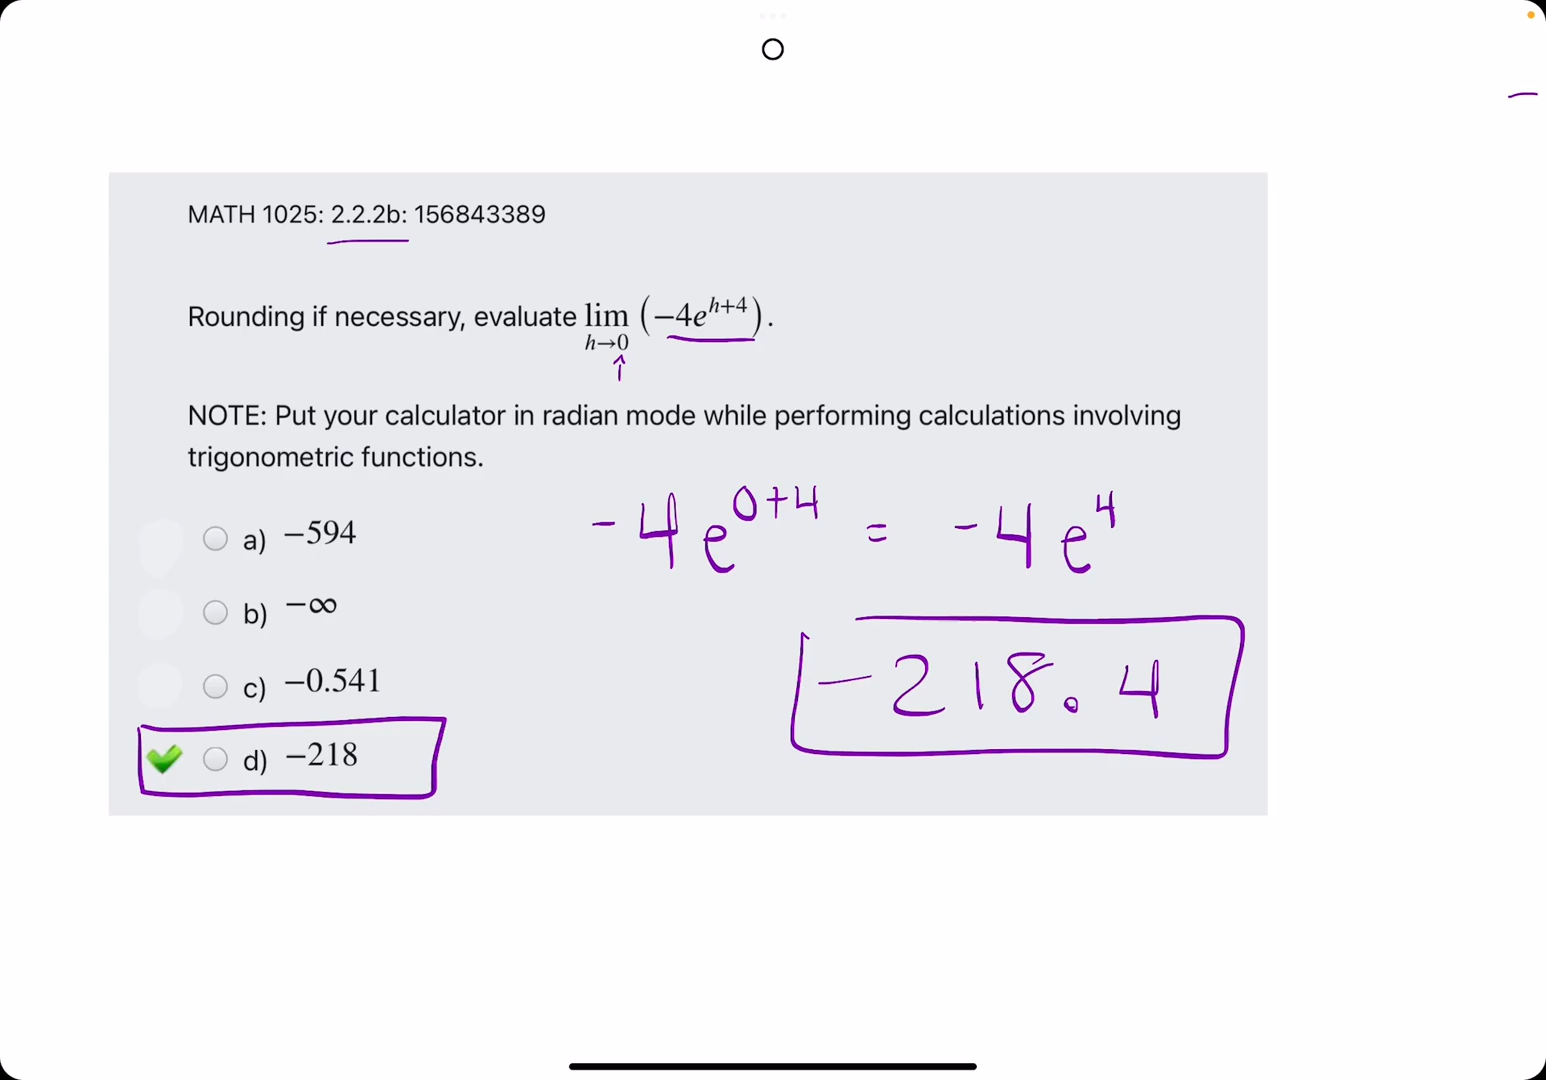 MATH 1025: 2.2.2b: 156843389
Rounding if necessary, evaluate lim h→0 (−4e^{h+4}).
NOTE: Put your calculator in radian mode while performing calculations involving
trigonometric functions.
-4e^{0+4} = -4e^4
a) −594
b) −∞
c) −0.541
-218.4
d) −218